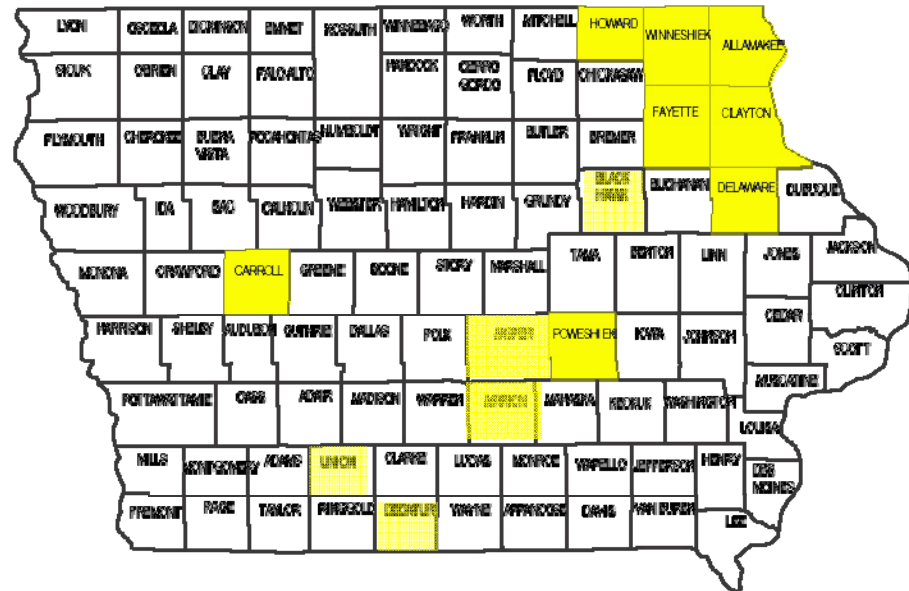 LYON OSCEOLA DICKINSON EMMET KOSSUTH WINNEBAGO WORTH MITCHELL HOWARD WINNESHIEK ALLAMAKEE
SIOUX OBRIEN CLAY PALO ALTO HANCOCK CERRO
GORDO FLOYD CHICKASAW
FAYETTE CLAYTON
PLYMOUTH CHEROKEE BUENA
VISTA POCAHONTAS HUMBOLDT WRIGHT FRANKLIN BUTLER BREMER
WOODBURY IDA SAC CALHOUN WEBSTER HAMILTON HARDIN GRUNDY BLACK
HAWK BUCHANAN DELAWARE DUBUQUE
MONONA CRAWFORD CARROLL GREENE BOONE STORY MARSHALL TAMA BENTON LINN JONES JACKSON
CLINTON
HARRISON SHELBY AUDUBON GUTHRIE DALLAS POLK JASPER POWESHIEK IOWA JOHNSON CEDAR
SCOTT
MUSCATINE
POTTAWATTAMIE CASS ADAIR MADISON WARREN MARION MAHASKA KEOKUK WASHINGTON
LOUISA
MILLS MONTGOMERY ADAMS UNION CLARKE LUCAS MONROE WAPELLO JEFFERSON HENRY DES
MOINES
FREMONT PAGE TAYLOR RINGGOLD DECATUR WAYNE APPANOOSE DAVIS VAN BUREN LEE